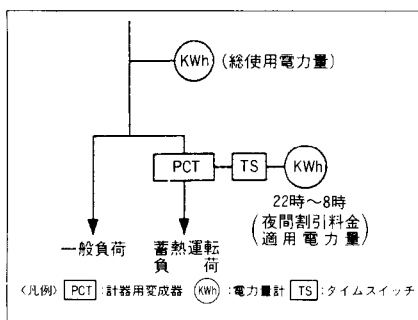 KWh (総使用電力量)
PCT TS KWh
22時〜8時
(夜間割引料金
適用電力量)
一般負荷
蓄熱運転
負荷
〈凡例〉 PCT :計器用変成器 KWh :電力量計 TS :タイムスイッチ